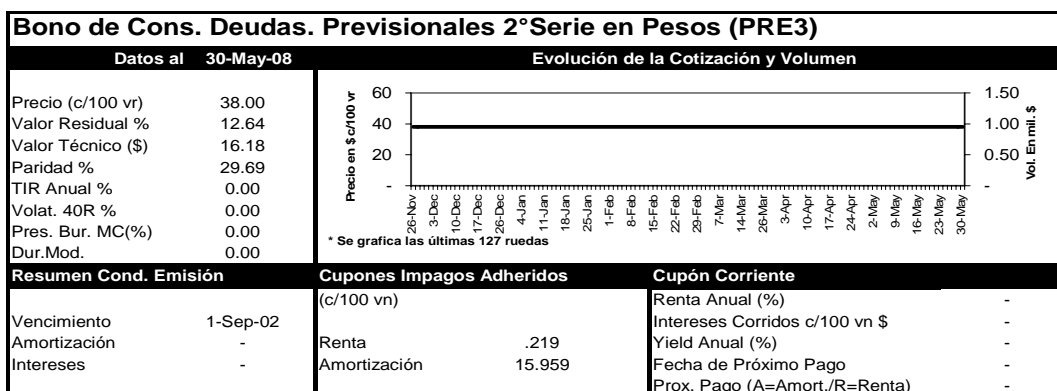 Bono de Cons. Deudas. Previsionales 2°Serie en Pesos (PRE3)
Datos al 30-May-08
Evolución de la Cotización y Volumen
Precio (c/100 vr) 38.00
Valor Residual % 12.64
Valor Técnico ($) 16.18
Paridad % 29.69
TIR Anual % 0.00
Volat. 40R % 0.00
Pres. Bur. MC(%) 0.00
Dur.Mod. 0.00
Precio en $ c/100 vr
60
40
20
-
1.50
1.00
0.50
-
Vol. En mil. $
26-Nov
3-Dec
10-Dec
17-Dec
26-Dec
4-Jan
11-Jan
18-Jan
25-Jan
1-Feb
8-Feb
15-Feb
22-Feb
29-Feb
7-Mar
14-Mar
26-Mar
3-Apr
10-Apr
17-Apr
24-Apr
2-May
9-May
16-May
23-May
30-May
* Se grafica las últimas 127 ruedas
Resumen Cond. Emisión
Vencimiento 1-Sep-02
Amortización -
Intereses -
Cupones Impagos Adheridos
(c/100 vn)
Renta .219
Amortización 15.959
Cupón Corriente
Renta Anual (%) -
Intereses Corridos c/100 vn $ -
Yield Anual (%) -
Fecha de Próximo Pago -
Prox. Pago (A=Amort./R=Renta) -